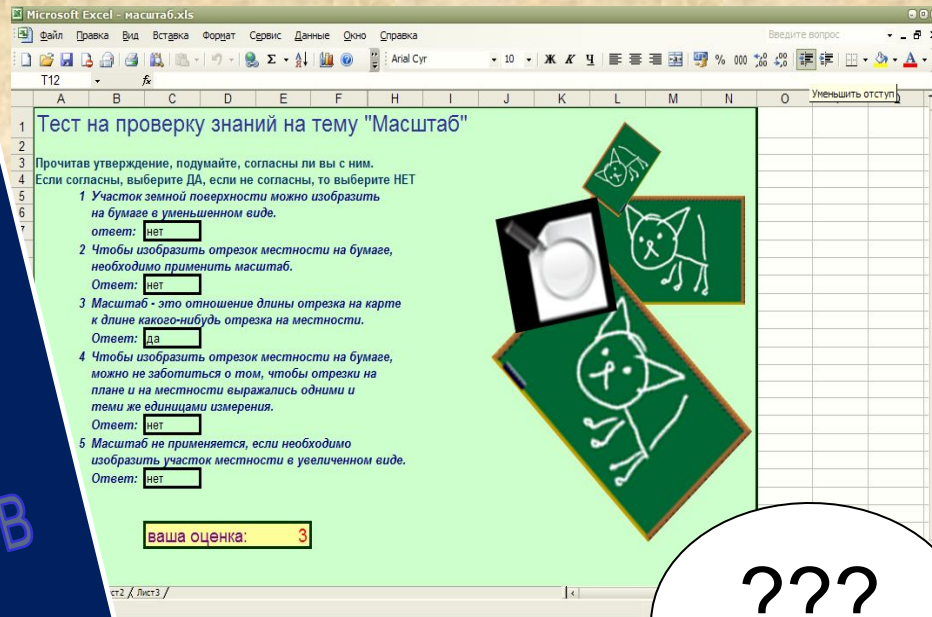 Microsoft Excel - масштаб.xls
Файл Правка Вид Вставка Формат Сервис Данные Окно Справка
Введите вопрос
Arial Cyr 10 Ж К Ч
% 000
T12 fx
Уменьшить отступ
A B C D E F H I J K L M N O Q
1 Тест на проверку знаний на тему "Масштаб"
2
3 Прочитав утверждение, подумайте, согласны ли вы с ним.
4 Если согласны, выберите ДА, если не согласны, то выберите НЕТ
5 1 Участок земной поверхности можно изобразить
6 на бумаге в уменьшенном виде.
7 ответ: нет
2 Чтобы изобразить отрезок местности на бумаге,
необходимо применить масштаб.
Ответ: нет
3 Масштаб - это отношение длины отрезка на карте
к длине какого-нибудь отрезка на местности.
Ответ: да
4 Чтобы изобразить отрезок местности на бумаге,
можно не заботиться о том, чтобы отрезки на
плане и на местности выражались одними и
теми же единицами измерения.
Ответ: нет
5 Масштаб не применяется, если необходимо
изобразить участок местности в увеличенном виде.
Ответ: нет
В
ваша оценка: 3
ст2 Лист3
???